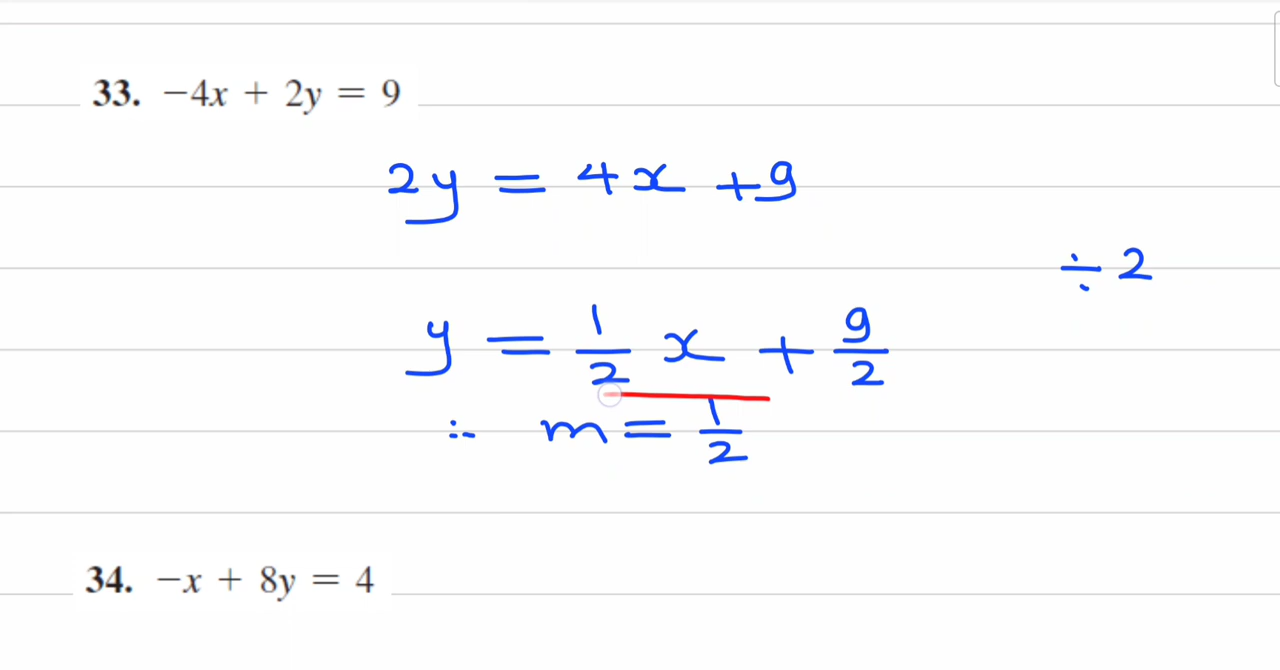 33. −4x + 2y = 9
2y = 4x + 9
÷ 2
y = 1/2 x + 9/2
∴ m = 1/2
34. −x + 8y = 4